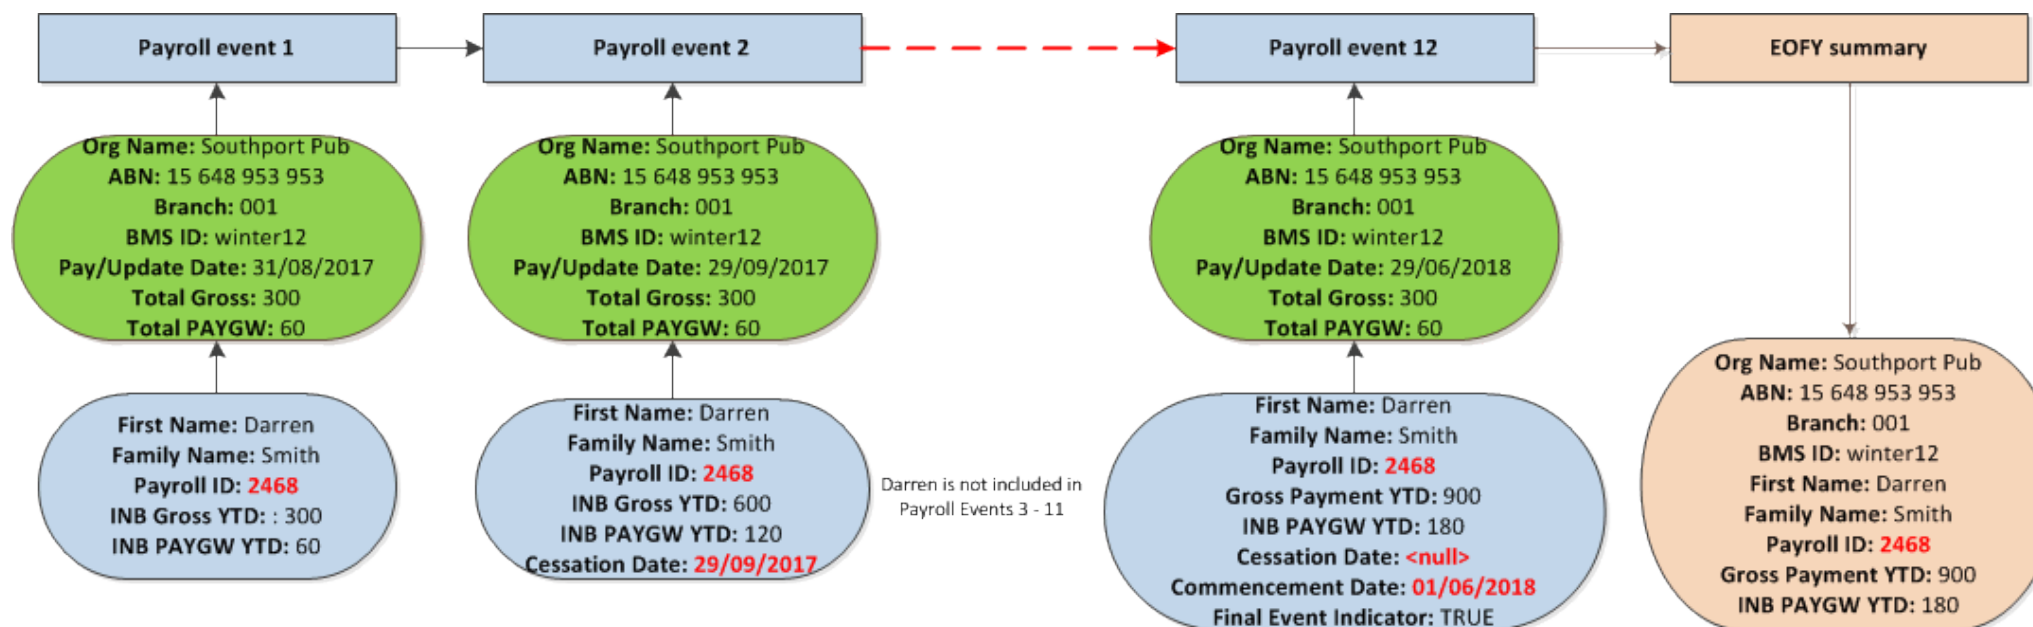 Payroll event 1
Payroll event 2
Payroll event 12
EOFY summary
Org Name: Southport Pub
ABN: 15 648 953 953
Branch: 001
BMS ID: winter12
Pay/Update Date: 31/08/2017
Total Gross: 300
Total PAYGW: 60
Org Name: Southport Pub
ABN: 15 648 953 953
Branch: 001
BMS ID: winter12
Pay/Update Date: 29/09/2017
Total Gross: 300
Total PAYGW: 60
Org Name: Southport Pub
ABN: 15 648 953 953
Branch: 001
BMS ID: winter12
Pay/Update Date: 29/06/2018
Total Gross: 300
Total PAYGW: 60
First Name: Darren
Family Name: Smith
Payroll ID: 2468
INB Gross YTD: : 300
INB PAYGW YTD: 60
First Name: Darren
Family Name: Smith
Payroll ID: 2468
INB Gross YTD: 600
INB PAYGW YTD: 120
Cessation Date: 29/09/2017
Darren is not included in
Payroll Events 3 - 11
First Name: Darren
Family Name: Smith
Payroll ID: 2468
Gross Payment YTD: 900
INB PAYGW YTD: 180
Cessation Date: <null>
Commencement Date: 01/06/2018
Final Event Indicator: TRUE
Org Name: Southport Pub
ABN: 15 648 953 953
Branch: 001
BMS ID: winter12
First Name: Darren
Family Name: Smith
Payroll ID: 2468
Gross Payment YTD: 900
INB PAYGW YTD: 180